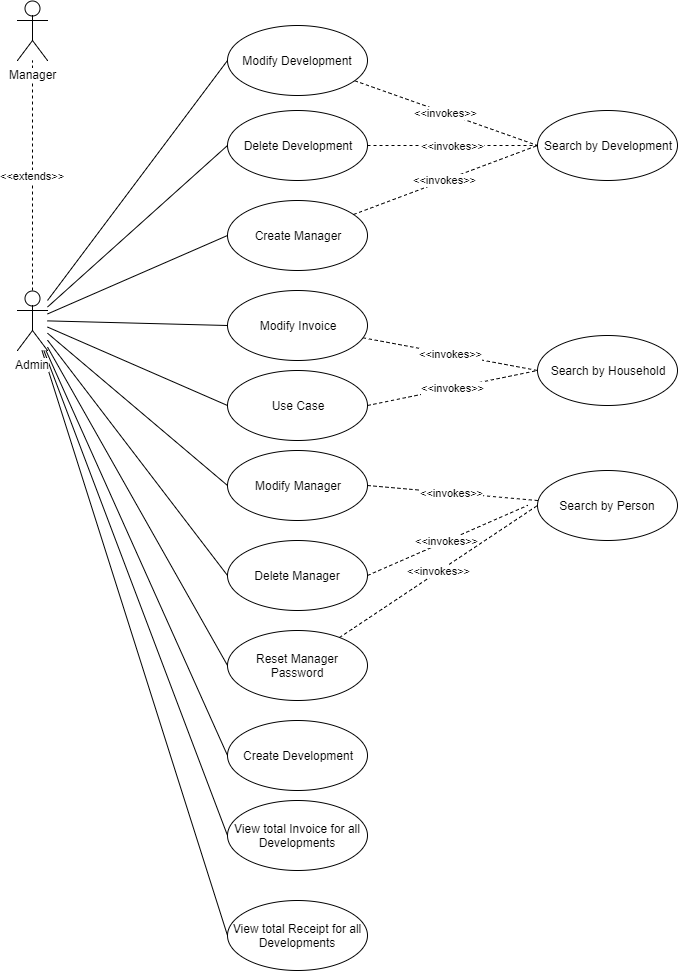 Manager
<<extends>>
Admin
Modify Development
<<invokes>>
Delete Development
<<invokes>>
Search by Development
<<invokes>>
Create Manager
Modify Invoice
<<invokes>>
Search by Household
<<invokes>>
Use Case
Modify Manager
<<invokes>>
Search by Person
<<invokes>>
Delete Manager
<<invokes>>
Reset Manager
Password
Create Development
View total Invoice for all
Developments
View total Receipt for all
Developments